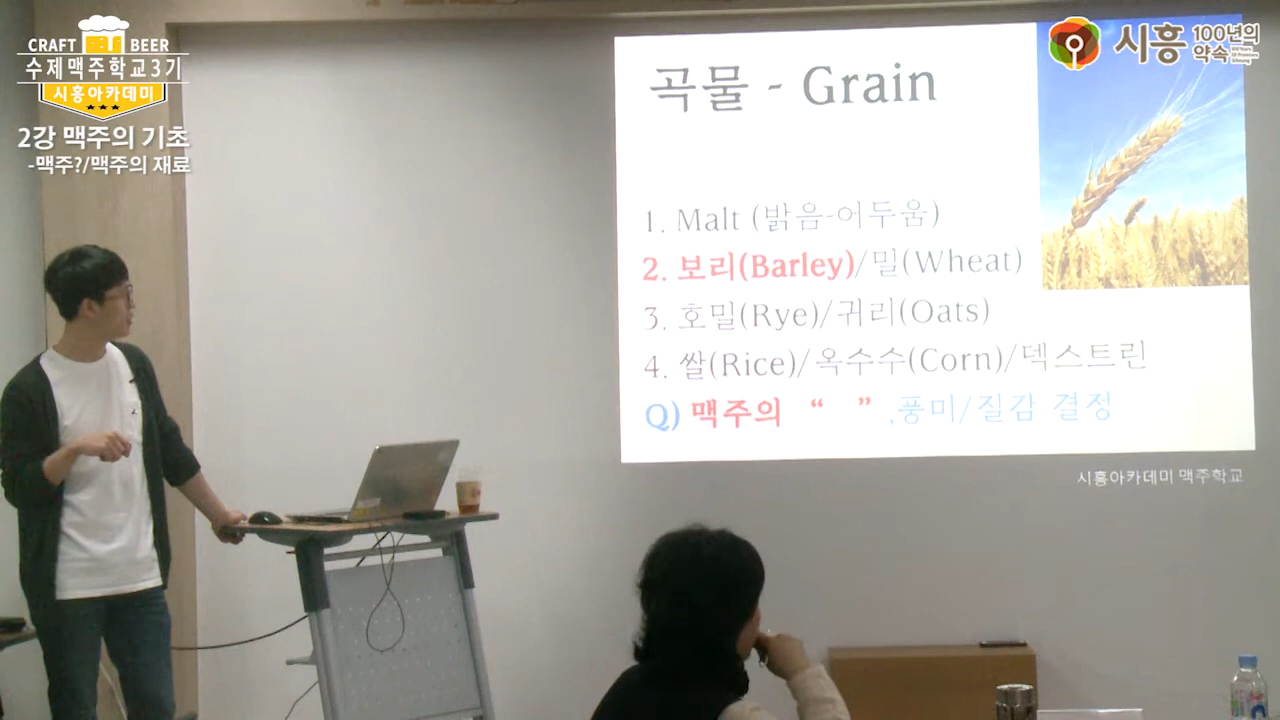 CRAFT BEER
수제맥주학교3기
시흥아카데미
2강 맥주의 기초
-맥주?/맥주의 재료
시흥 100년의 약속
곡물 - Grain
1. Malt (밝음-어두움)
2. 보리(Barley)/밀(Wheat)
3. 호밀(Rye)/귀리(Oats)
4. 쌀(Rice)/옥수수(Corn)/덱스트린
Q) 맥주의 “ ” ,풍미/질감 결정
시흥아카데미 맥주학교